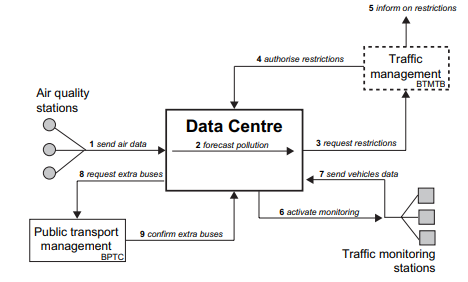 5 inform on restrictions
4 authorise restrictions
Traffic
management
BTMTB
Air quality
stations
Data Centre
1 send air data
2 forecast pollution
3 request restrictions
8 request extra buses
7 send vehicles data
6 activate monitoring
Public transport
management
BPTC
9 confirm extra buses
Traffic monitoring
stations